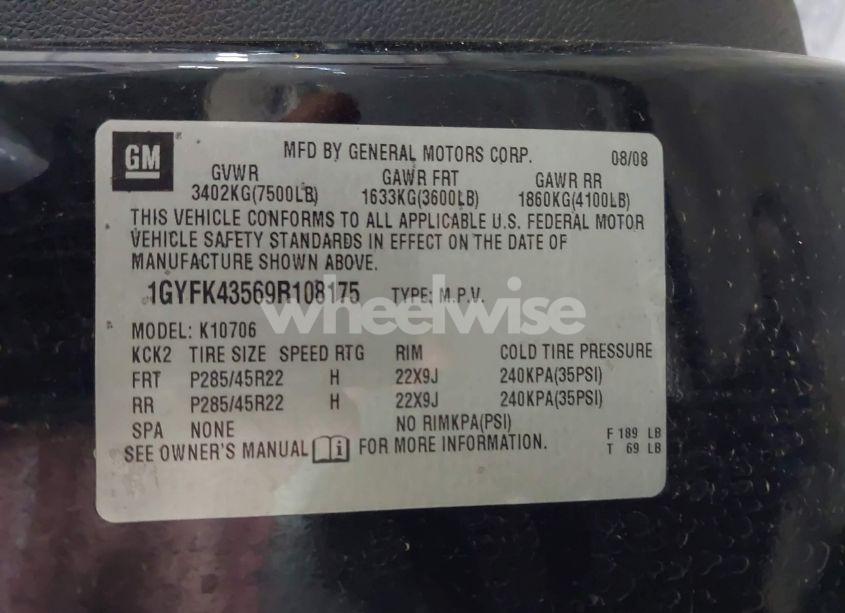 GM
MFD BY GENERAL MOTORS CORP. 08/08
GVWR GAWR FRT GAWR RR
3402KG(7500LB) 1633KG(3600LB) 1860KG(4100LB)
THIS VEHICLE CONFORMS TO ALL APPLICABLE U.S. FEDERAL MOTOR
VEHICLE SAFETY STANDARDS IN EFFECT ON THE DATE OF
MANUFACTURE SHOWN ABOVE.
1GYFK43569R108175 TYPE: M.P.V.
wheelwise
MODEL: K10706
KCK2 TIRE SIZE SPEED RTG RIM COLD TIRE PRESSURE
FRT P285/45R22 H 22X9J 240KPA(35PSI)
RR P285/45R22 H 22X9J 240KPA(35PSI)
SPA NONE NO RIMKPA(PSI)
SEE OWNER'S MANUAL i FOR MORE INFORMATION.
F 189 LB
T 69 LB